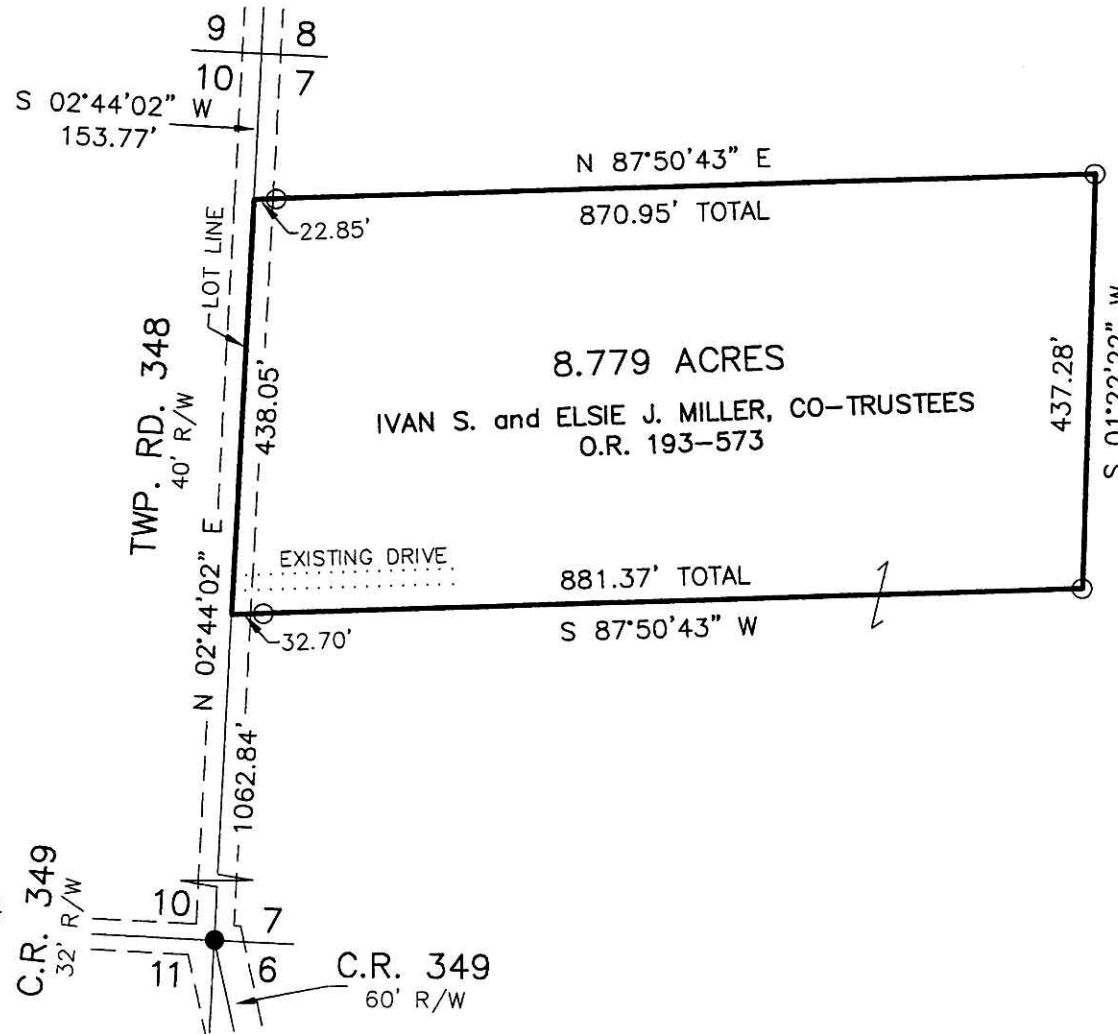 9 8
10 7
S 02°44'02" W
153.77'
N 87°50'43" E
870.95' TOTAL
22.85'
LOT LINE
TWP. RD. 348
40' R/W
438.05'
8.779 ACRES
IVAN S. and ELSIE J. MILLER, CO-TRUSTEES
O.R. 193-573
437.28'
S 01°22'22" W
EXISTING DRIVE
881.37' TOTAL
S 87°50'43" W
32.70'
N 02°44'02" E
1062.84'
10 7
11 6
C.R. 349
32' R/W
C.R. 349
60' R/W